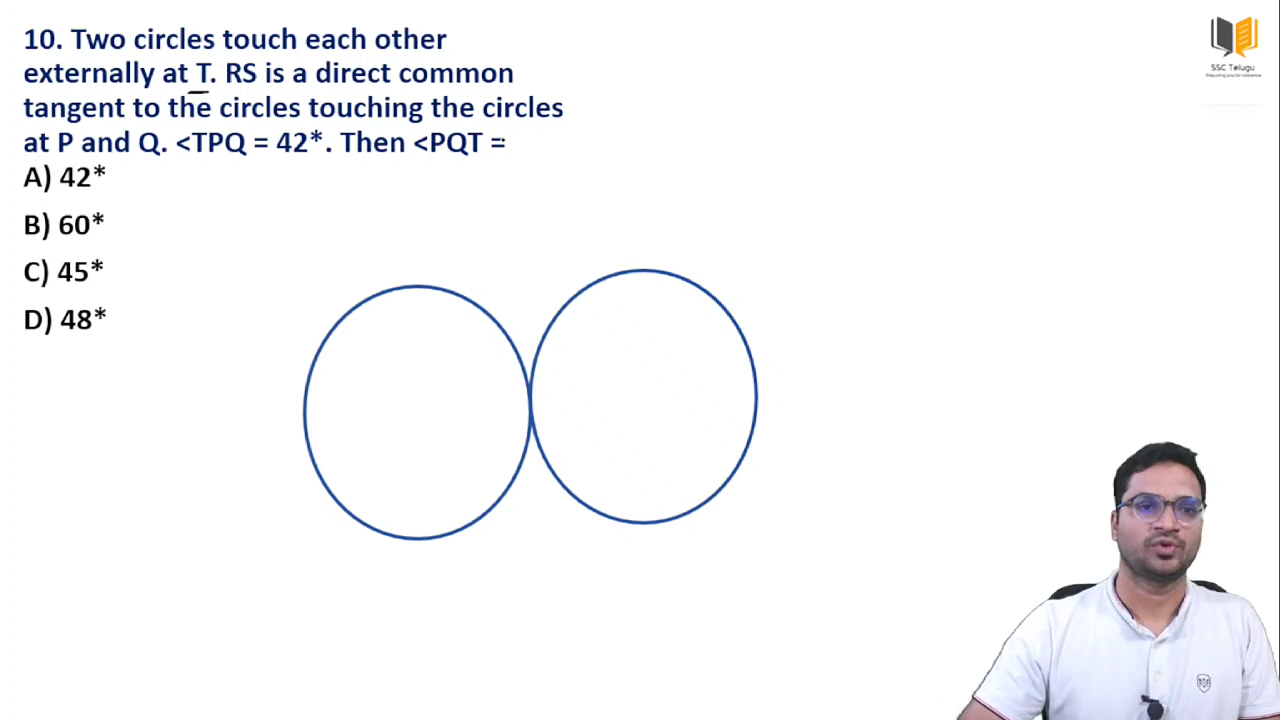 10. Two circles touch each other
externally at T. RS is a direct common
tangent to the circles touching the circles
at P and Q. <TPQ = 42*. Then <PQT =
A) 42*
B) 60*
C) 45*
D) 48*
SSC Telugu